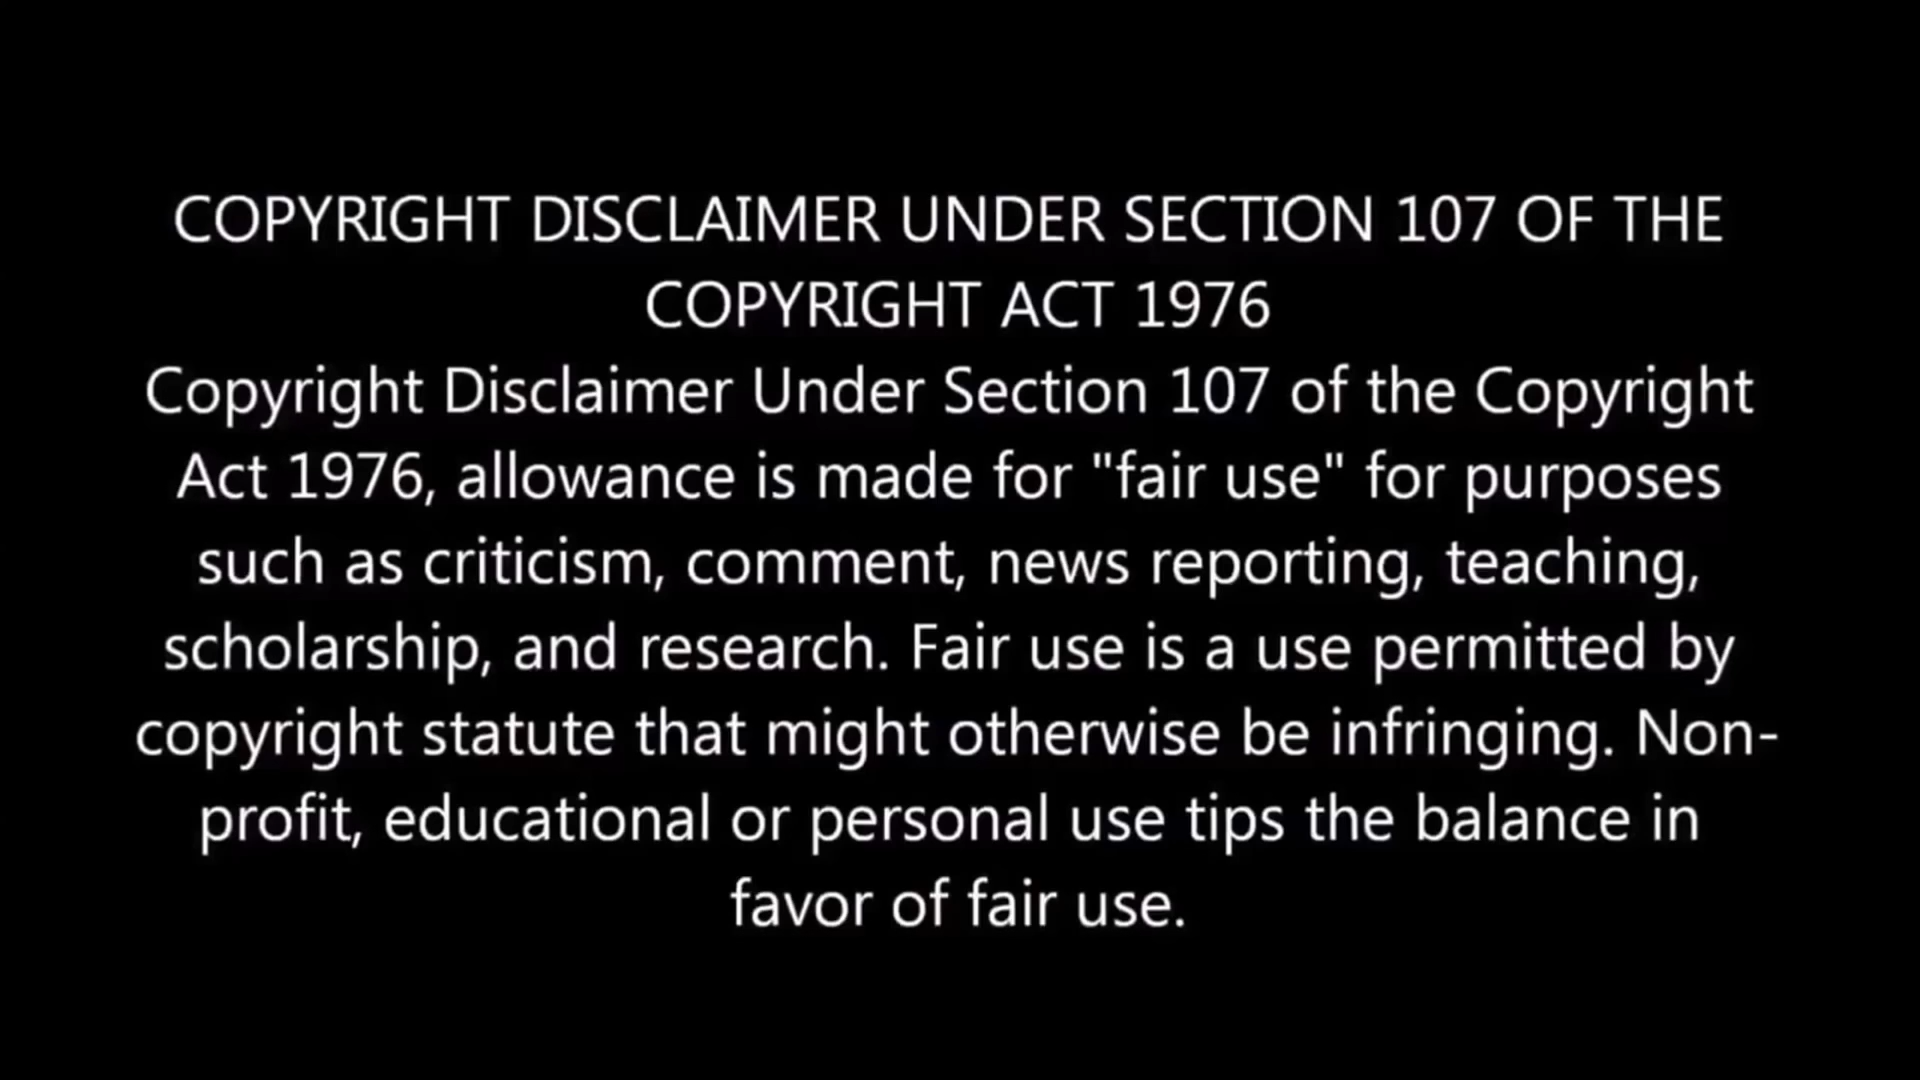 COPYRIGHT DISCLAIMER UNDER SECTION 107 OF THE
COPYRIGHT ACT 1976
Copyright Disclaimer Under Section 107 of the Copyright
Act 1976, allowance is made for "fair use" for purposes
such as criticism, comment, news reporting, teaching,
scholarship, and research. Fair use is a use permitted by
copyright statute that might otherwise be infringing. Non-
profit, educational or personal use tips the balance in
favor of fair use.